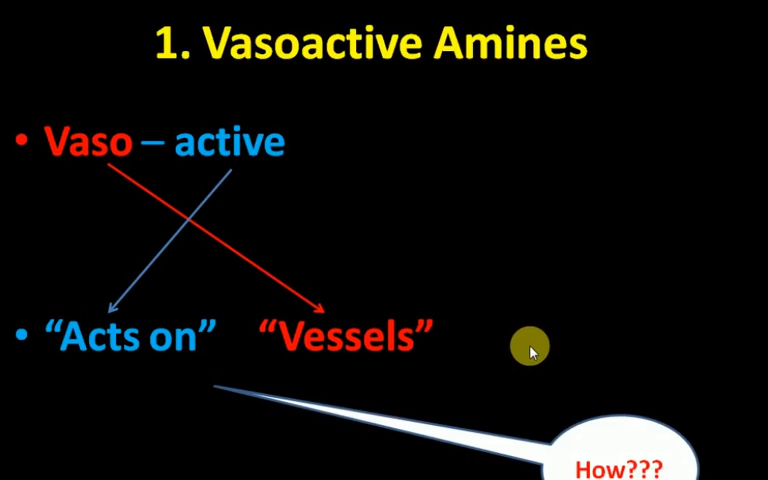 1. Vasoactive Amines
• Vaso – active
• “Acts on” “Vessels”
How???